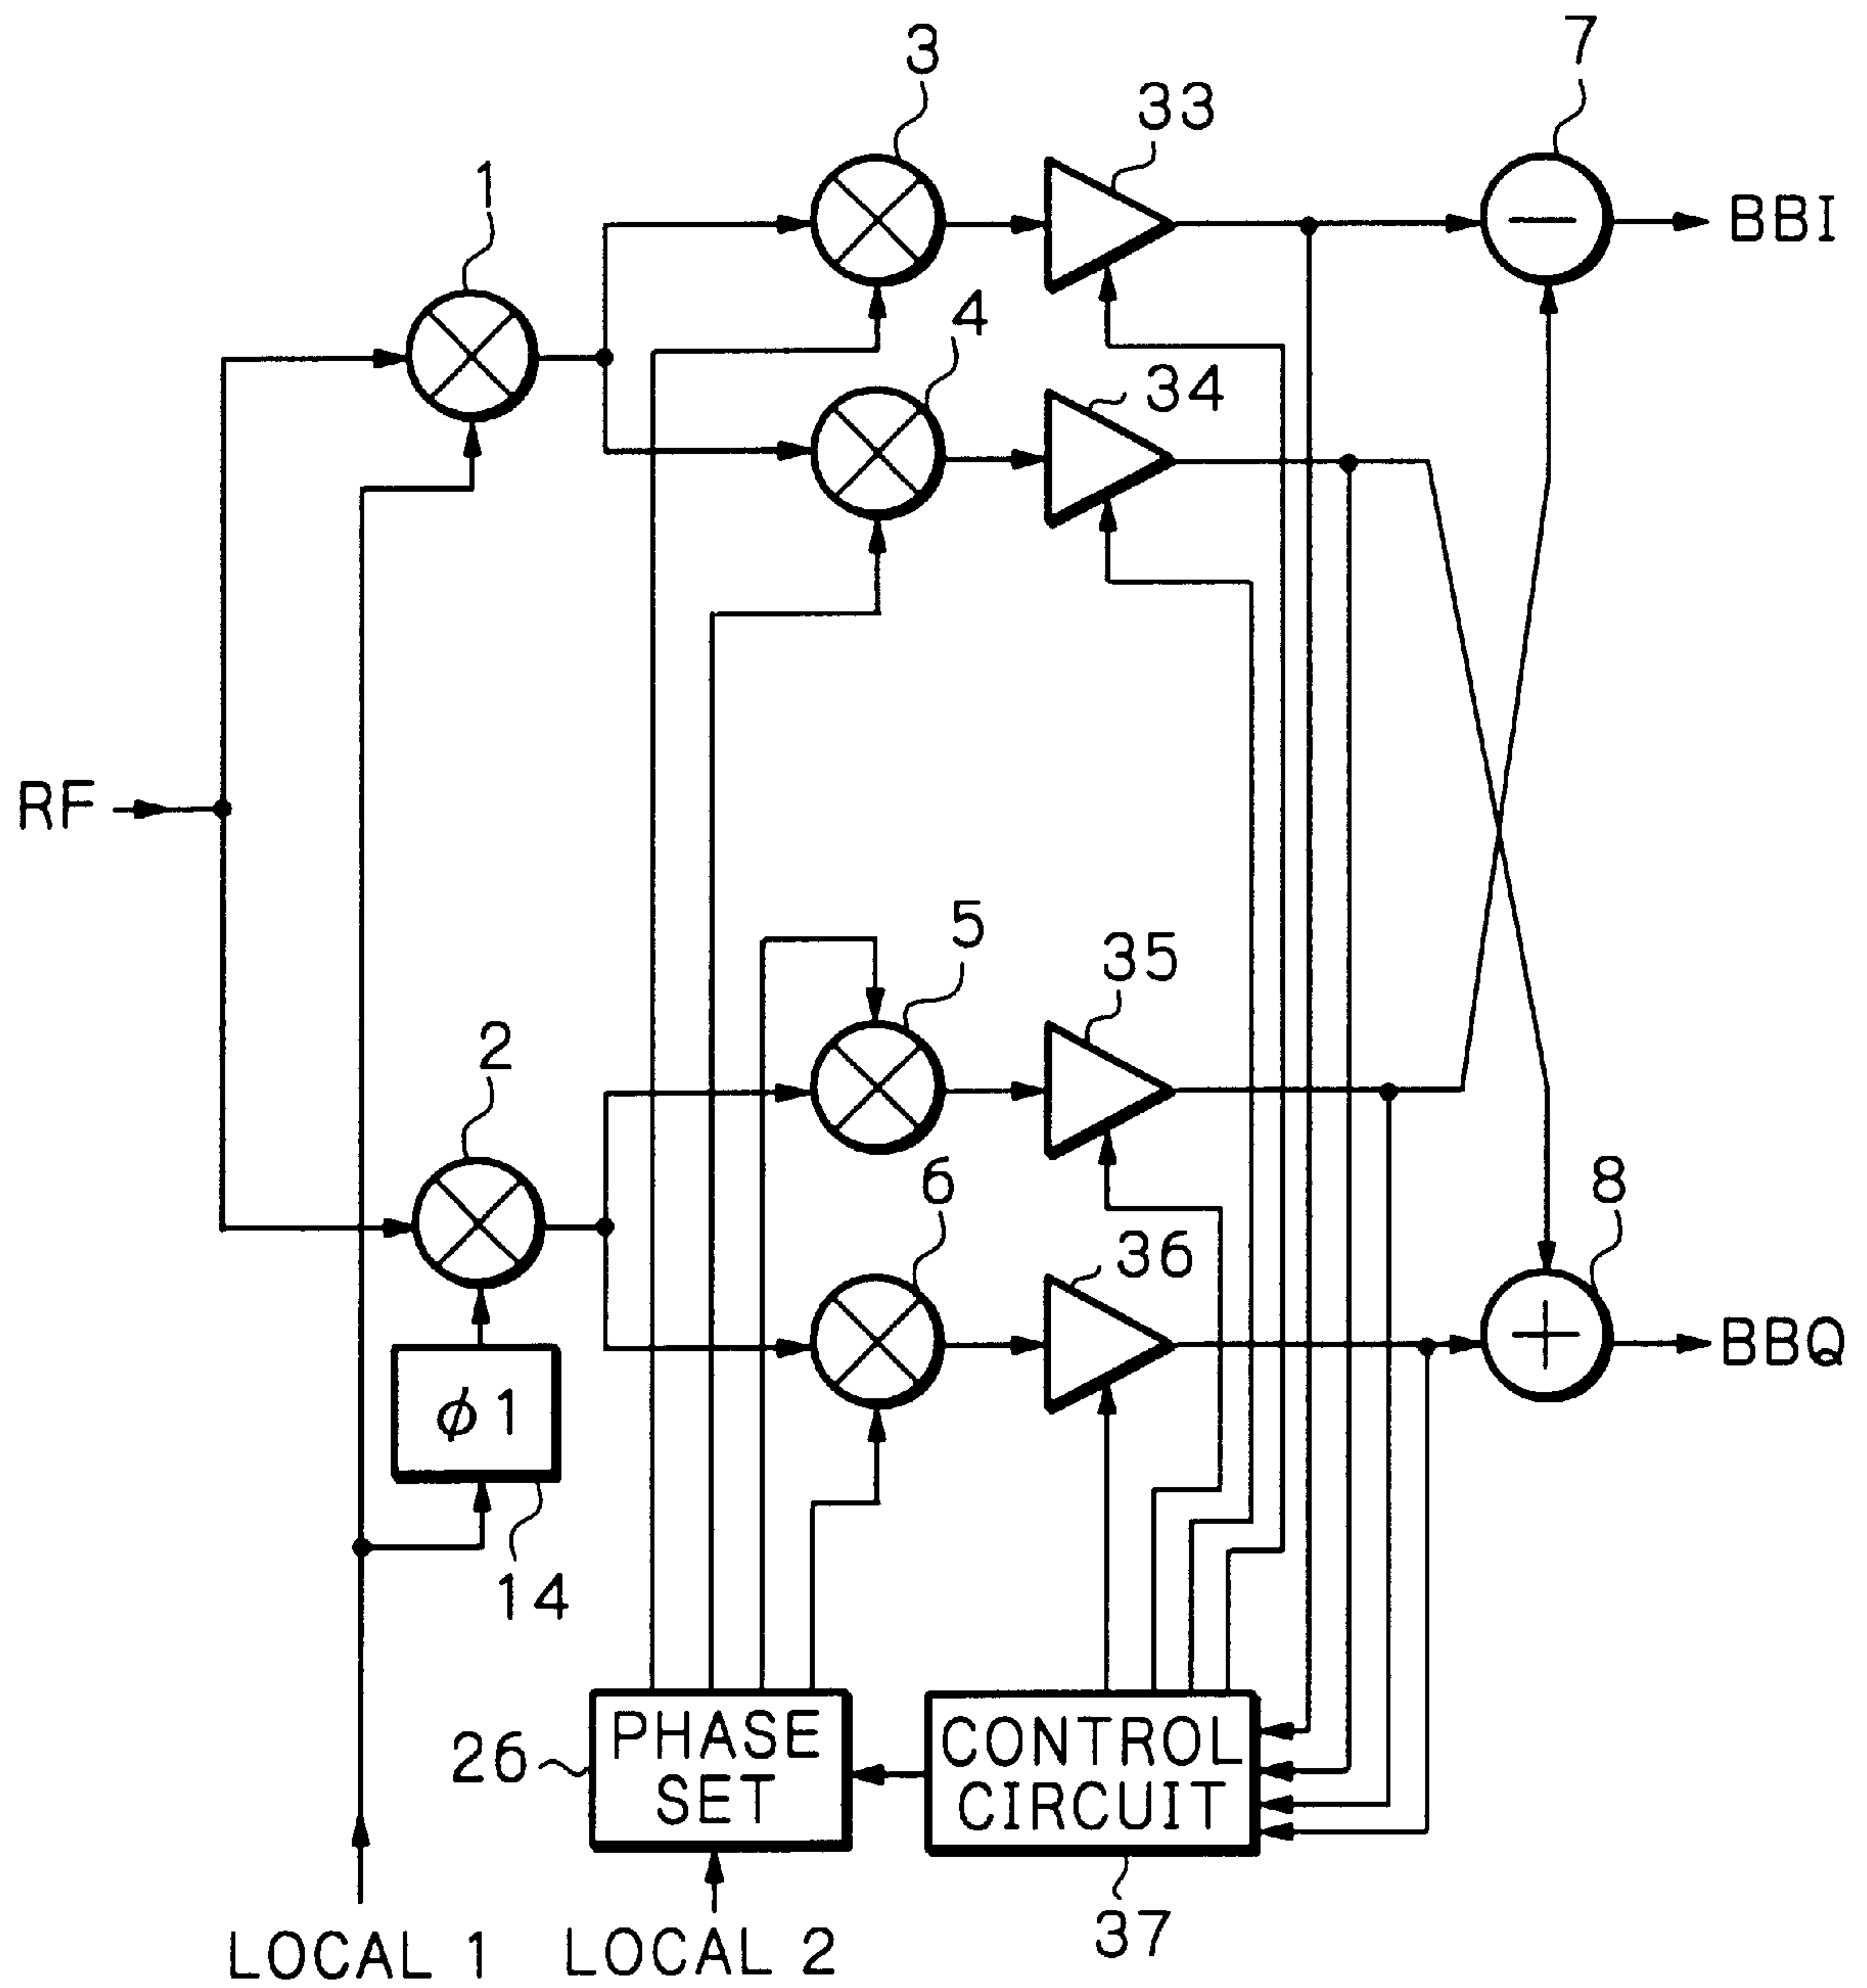 7
3
33
1
BBI
4
34
RF
5
35
2
6
8
36
BBQ
φ1
14
PHASE
SET
26
CONTROL
CIRCUIT
37
LOCAL 1
LOCAL 2